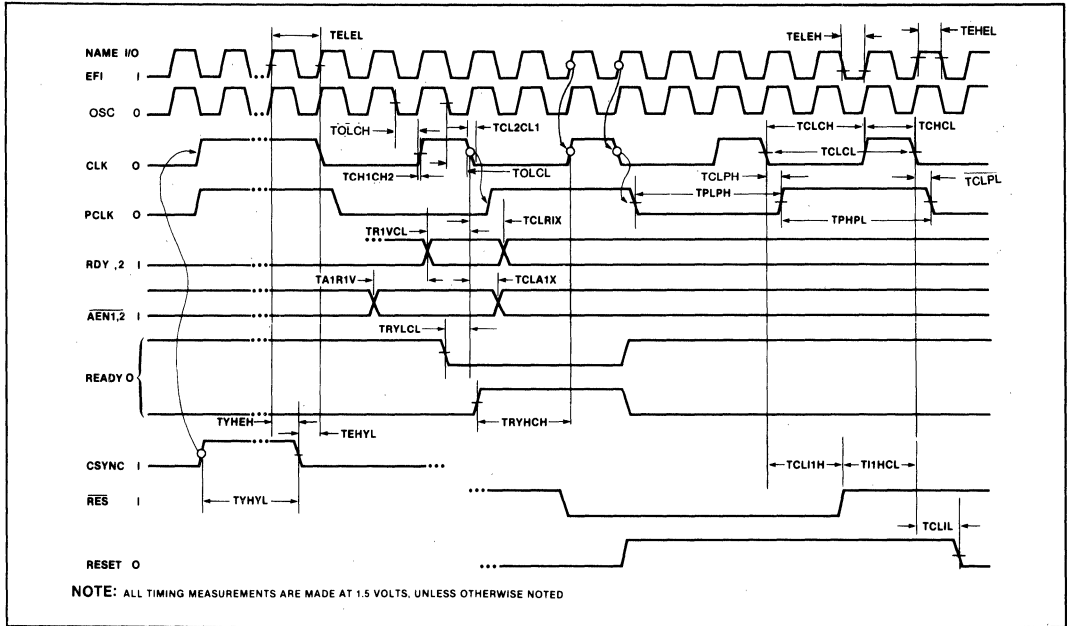 TELEL
TELEH
TEHEL
NAME I/O
EFI I
OSC O
TOLCH
TCL2CL1
TCLCH
TCHCL
CLK O
TCLCL
TCH1CH2
TOLCL
TCLPH
TPLPH
TCLPL
PCLK O
TR1VCL
TCLRIX
TPHPL
RDY ,2 I
TA1R1V
TCLA1X
AEN1,2 I
TRYLCL
READY O
TYHEH
TRYHCH
TEHYL
CSYNC I
TCLI1H
TI1HCL
TYHYL
RES I
TCLIL
RESET O
NOTE: ALL TIMING MEASUREMENTS ARE MADE AT 1.5 VOLTS, UNLESS OTHERWISE NOTED